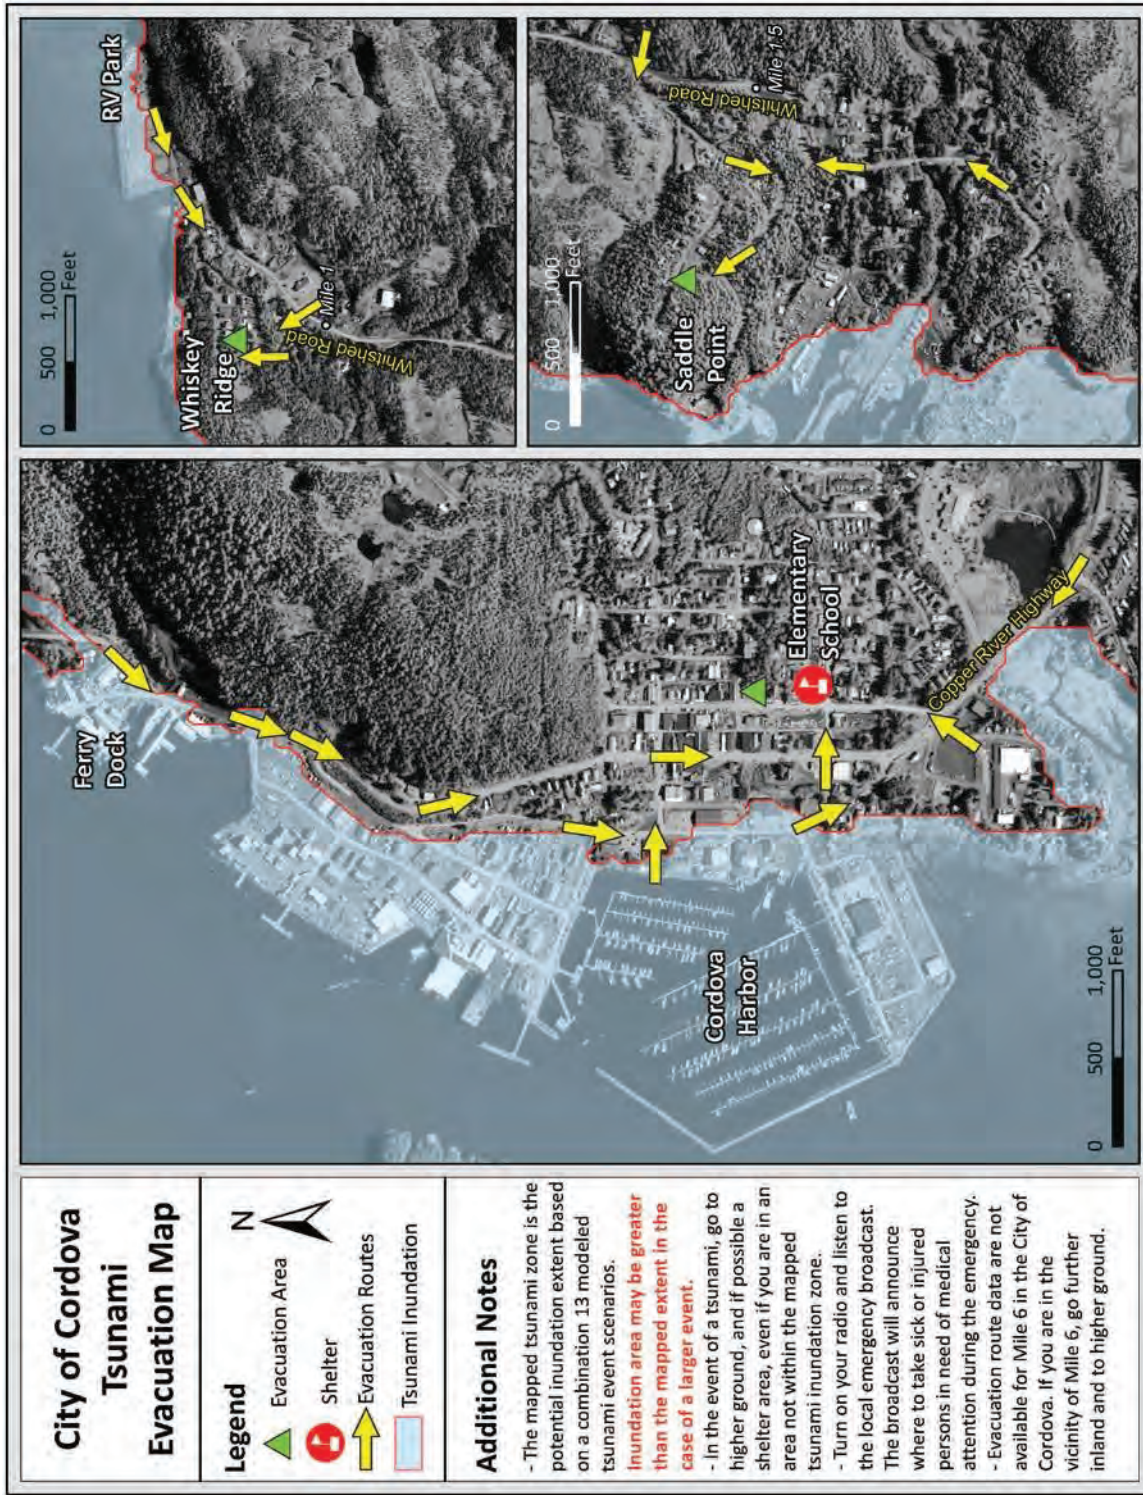 City of Cordova
Tsunami
Evacuation Map
Legend
N
Evacuation Area
Shelter
Evacuation Routes
Tsunami Inundation
Additional Notes
- The mapped tsunami zone is the
potential inundation extent based
on a combination 13 modeled
tsunami event scenarios.
Inundation area may be greater
than the mapped extent in the
case of a larger event.
- In the event of a tsunami, go to
higher ground, and if possible a
shelter area, even if you are in an
area not within the mapped
tsunami inundation zone.
- Turn on your radio and listen to
the local emergency broadcast.
The broadcast will announce
where to take sick or injured
persons in need of medical
attention during the emergency.
- Evacuation route data are not
available for Mile 6 in the City of
Cordova. If you are in the
vicinity of Mile 6, go further
inland and to higher ground.
Ferry
Dock
Cordova
Harbor
Elementary
School
Copper River Highway
0 500 1,000
Feet
0 500 1,000
Feet
Whiskey
Ridge
RV Park
Mile 1
Whitshed Road
0 500 1,000
Feet
Saddle
Point
Whitshed Road
Mile 1.5